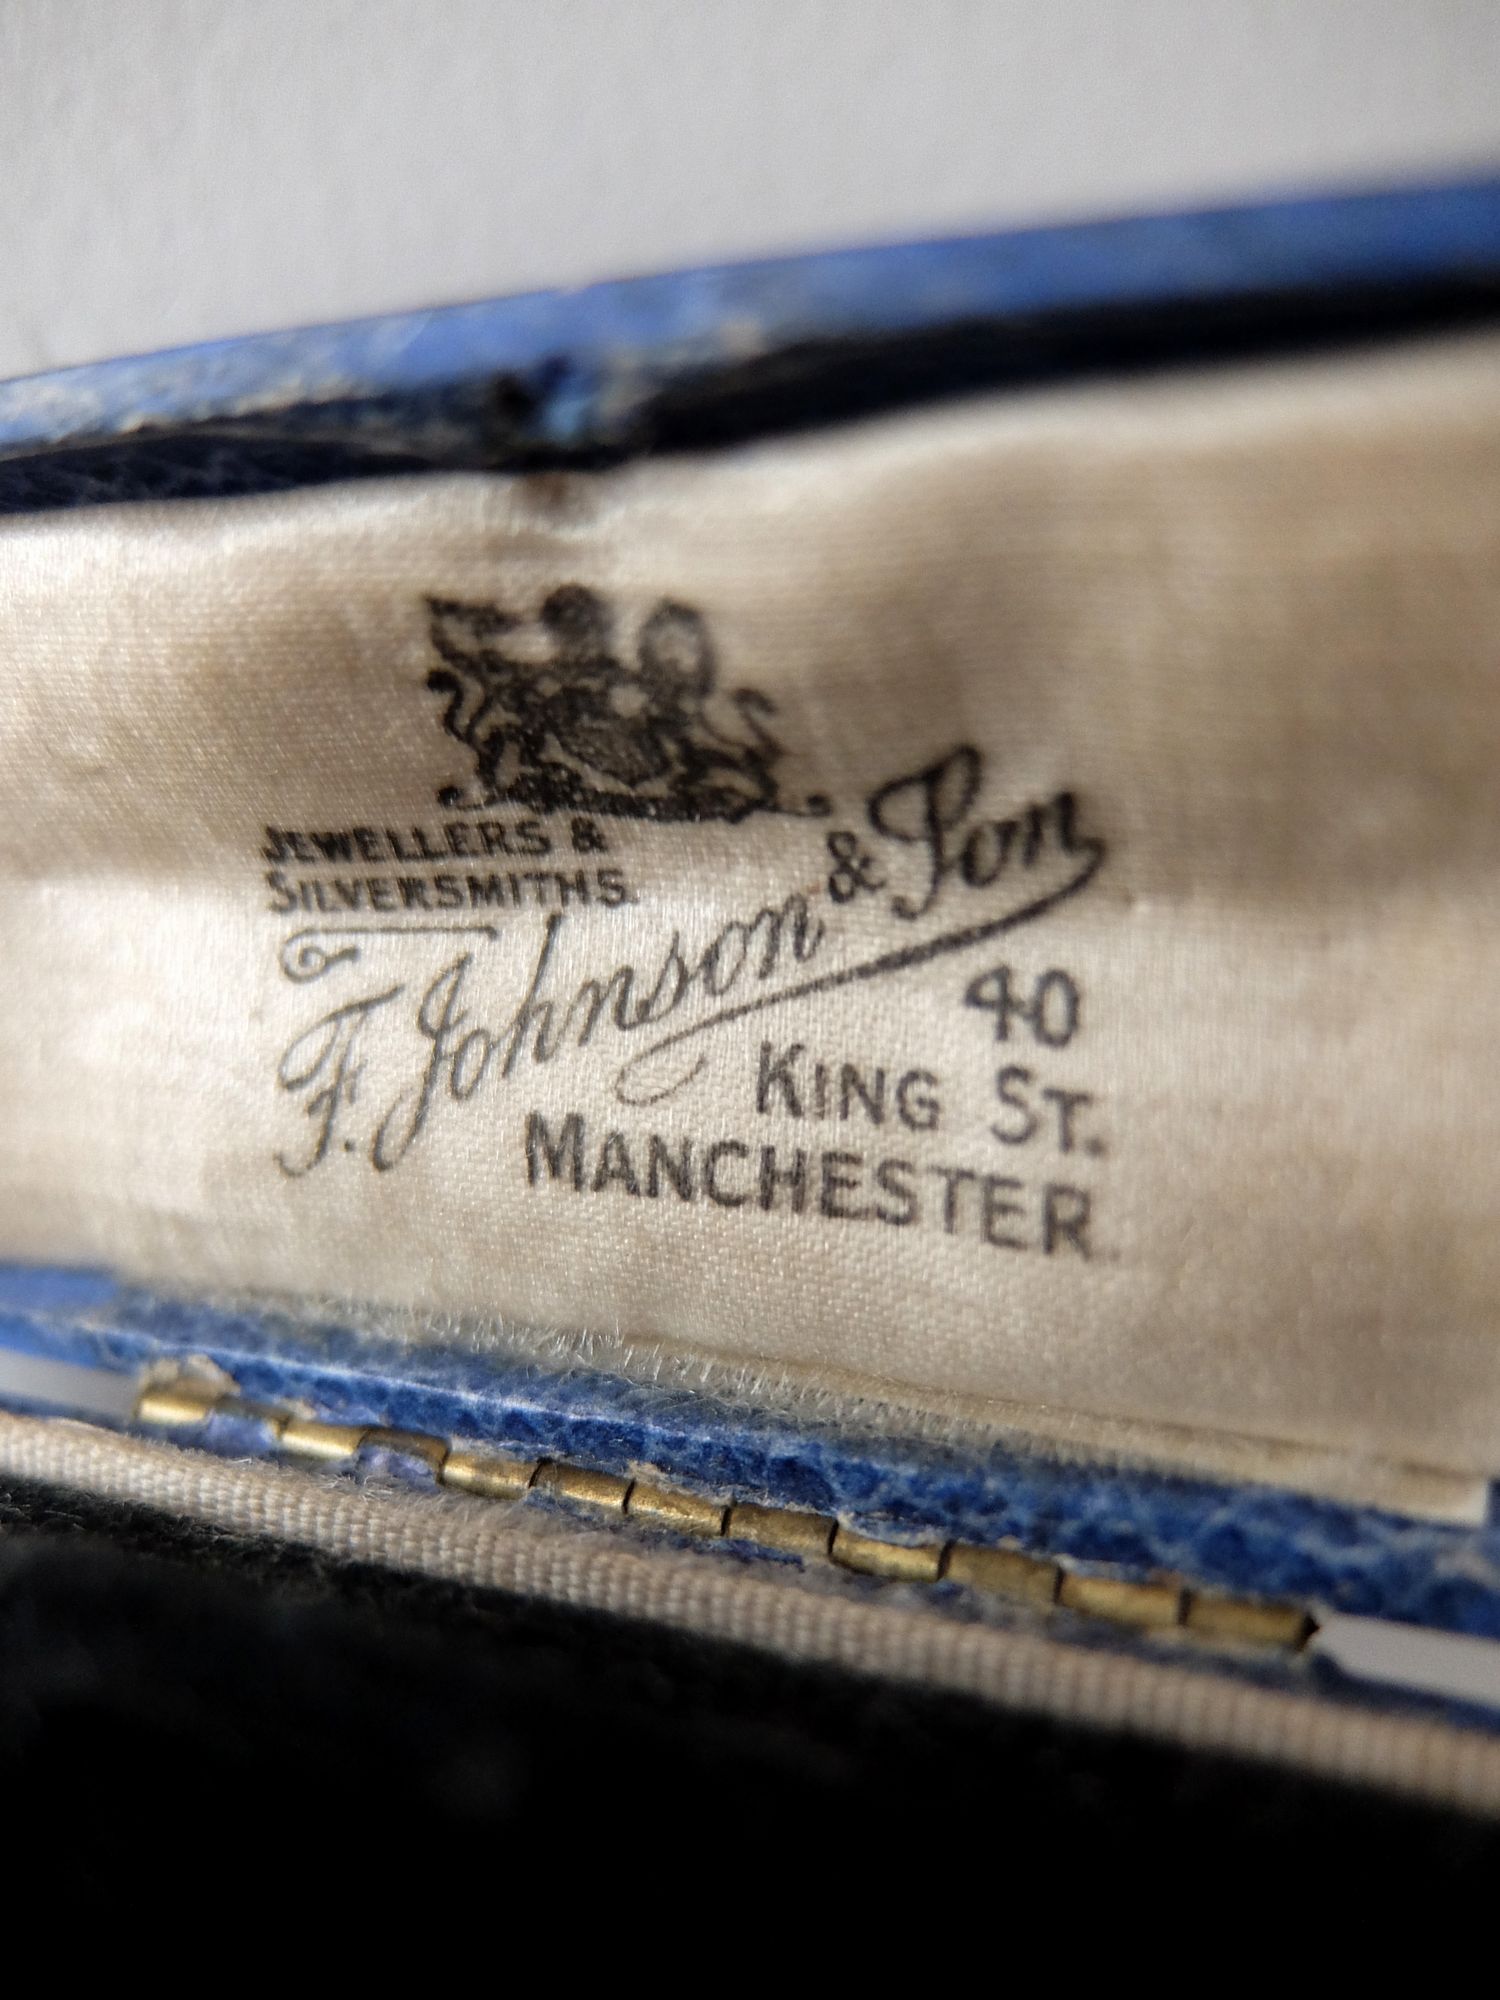 JEWELLERS &
SILVERSMITHS.
F. Johnson & Son
40
KING ST.
MANCHESTER